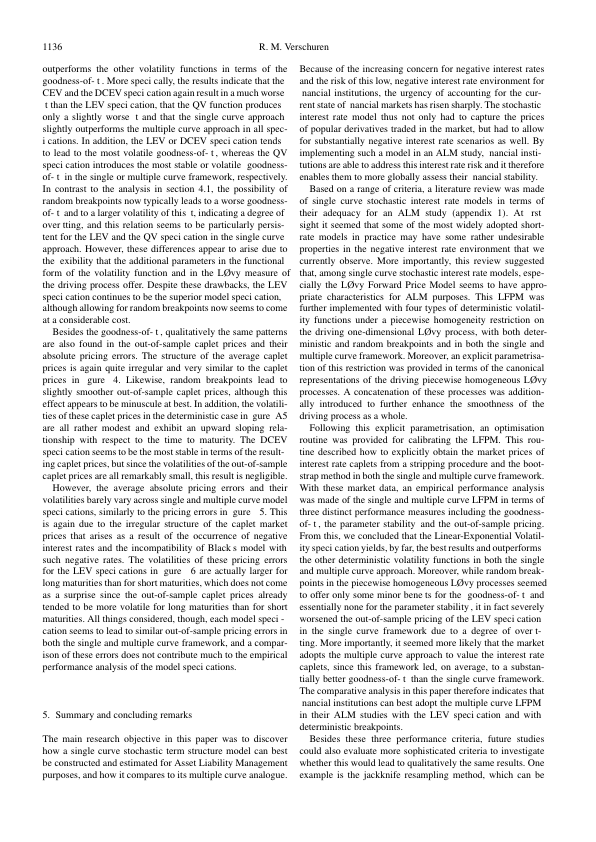 1136
R. M. Verschuren
outperforms the other volatility functions in terms of the
goodness-of- t . More speci cally, the results indicate that the
CEV and the DCEV speci cation again result in a much worse
t than the LEV speci cation, that the QV function produces
only a slightly worse t and that the single curve approach
slightly outperforms the multiple curve approach in all spec-
i cations. In addition, the LEV or DCEV speci cation tends
to lead to the most volatile goodness-of- t , whereas the QV
speci cation introduces the most stable or volatile goodness-
of- t in the single or multiple curve framework, respectively.
In contrast to the analysis in section 4.1, the possibility of
random breakpoints now typically leads to a worse goodness-
of- t and to a larger volatility of this t, indicating a degree of
over tting, and this relation seems to be particularly persis-
tent for the LEV and the QV speci cation in the single curve
approach. However, these differences appear to arise due to
the exibility that the additional parameters in the functional
form of the volatility function and in the LØvy measure of
the driving process offer. Despite these drawbacks, the LEV
speci cation continues to be the superior model speci cation,
although allowing for random breakpoints now seems to come
at a considerable cost.
Besides the goodness-of- t , qualitatively the same patterns
are also found in the out-of-sample caplet prices and their
absolute pricing errors. The structure of the average caplet
prices is again quite irregular and very similar to the caplet
prices in gure 4. Likewise, random breakpoints lead to
slightly smoother out-of-sample caplet prices, although this
effect appears to be minuscule at best. In addition, the volatili-
ties of these caplet prices in the deterministic case in gure A5
are all rather modest and exhibit an upward sloping rela-
tionship with respect to the time to maturity. The DCEV
speci cation seems to be the most stable in terms of the result-
ing caplet prices, but since the volatilities of the out-of-sample
caplet prices are all remarkably small, this result is negligible.
However, the average absolute pricing errors and their
volatilities barely vary across single and multiple curve model
speci cations, similarly to the pricing errors in gure 5. This
is again due to the irregular structure of the caplet market
prices that arises as a result of the occurrence of negative
interest rates and the incompatibility of Black s model with
such negative rates. The volatilities of these pricing errors
for the LEV speci cations in gure 6 are actually larger for
long maturities than for short maturities, which does not come
as a surprise since the out-of-sample caplet prices already
tended to be more volatile for long maturities than for short
maturities. All things considered, though, each model speci -
cation seems to lead to similar out-of-sample pricing errors in
both the single and multiple curve framework, and a compar-
ison of these errors does not contribute much to the empirical
performance analysis of the model speci cations.
5. Summary and concluding remarks
The main research objective in this paper was to discover
how a single curve stochastic term structure model can best
be constructed and estimated for Asset Liability Management
purposes, and how it compares to its multiple curve analogue.
Because of the increasing concern for negative interest rates
and the risk of this low, negative interest rate environment for
nancial institutions, the urgency of accounting for the cur-
rent state of nancial markets has risen sharply. The stochastic
interest rate model thus not only had to capture the prices
of popular derivatives traded in the market, but had to allow
for substantially negative interest rate scenarios as well. By
implementing such a model in an ALM study, nancial insti-
tutions are able to address this interest rate risk and it therefore
enables them to more globally assess their nancial stability.
Based on a range of criteria, a literature review was made
of single curve stochastic interest rate models in terms of
their adequacy for an ALM study (appendix 1). At rst
sight it seemed that some of the most widely adopted short-
rate models in practice may have some rather undesirable
properties in the negative interest rate environment that we
currently observe. More importantly, this review suggested
that, among single curve stochastic interest rate models, espe-
cially the LØvy Forward Price Model seems to have appro-
priate characteristics for ALM purposes. This LFPM was
further implemented with four types of deterministic volatil-
ity functions under a piecewise homogeneity restriction on
the driving one-dimensional LØvy process, with both deter-
ministic and random breakpoints and in both the single and
multiple curve framework. Moreover, an explicit parametrisa-
tion of this restriction was provided in terms of the canonical
representations of the driving piecewise homogeneous LØvy
processes. A concatenation of these processes was addition-
ally introduced to further enhance the smoothness of the
driving process as a whole.
Following this explicit parametrisation, an optimisation
routine was provided for calibrating the LFPM. This rou-
tine described how to explicitly obtain the market prices of
interest rate caplets from a stripping procedure and the boot-
strap method in both the single and multiple curve framework.
With these market data, an empirical performance analysis
was made of the single and multiple curve LFPM in terms of
three distinct performance measures including the goodness-
of- t , the parameter stability and the out-of-sample pricing.
From this, we concluded that the Linear-Exponential Volatil-
ity speci cation yields, by far, the best results and outperforms
the other deterministic volatility functions in both the single
and multiple curve approach. Moreover, while random break-
points in the piecewise homogeneous LØvy processes seemed
to offer only some minor bene ts for the goodness-of- t and
essentially none for the parameter stability , it in fact severely
worsened the out-of-sample pricing of the LEV speci cation
in the single curve framework due to a degree of over t-
ting. More importantly, it seemed more likely that the market
adopts the multiple curve approach to value the interest rate
caplets, since this framework led, on average, to a substan-
tially better goodness-of- t than the single curve framework.
The comparative analysis in this paper therefore indicates that
nancial institutions can best adopt the multiple curve LFPM
in their ALM studies with the LEV speci cation and with
deterministic breakpoints.
Besides these three performance criteria, future studies
could also evaluate more sophisticated criteria to investigate
whether this would lead to qualitatively the same results. One
example is the jackknife resampling method, which can be